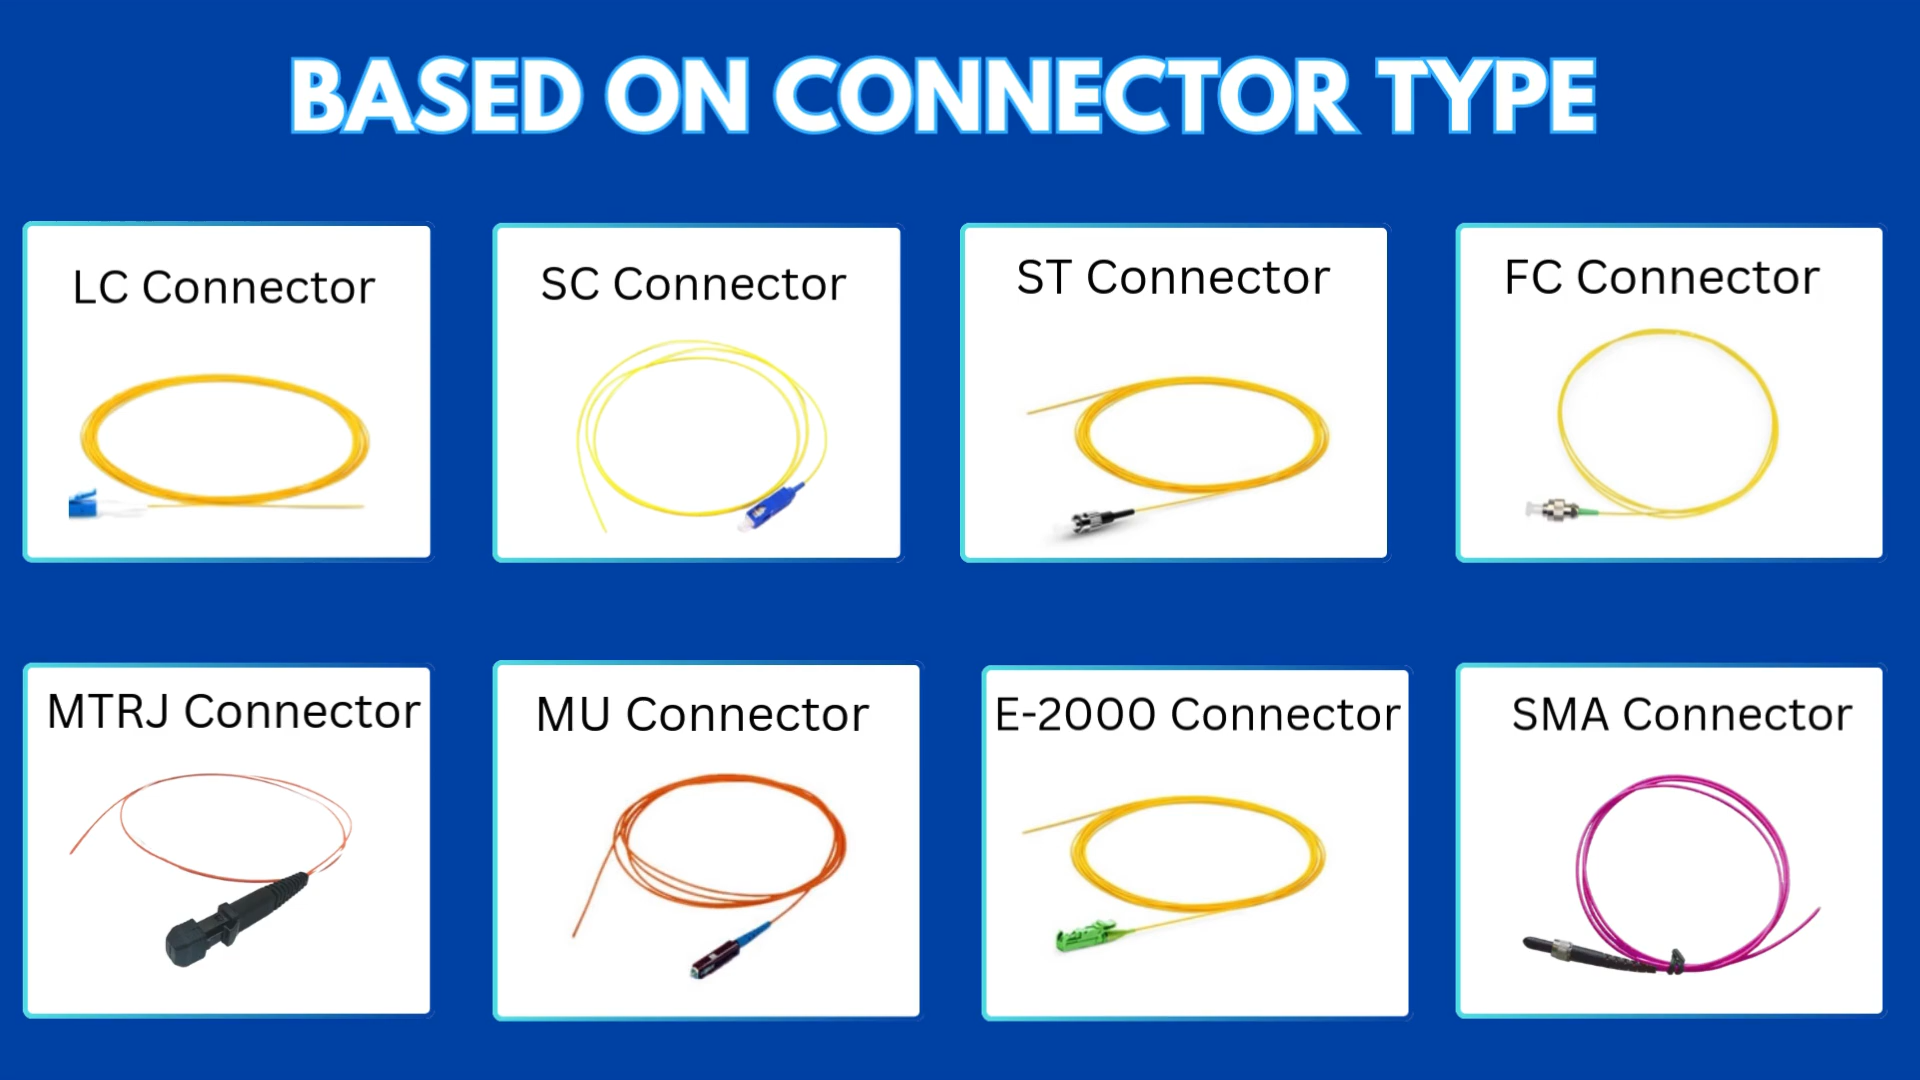 BASED ON CONNECTOR TYPE
LC Connector
SC Connector
ST Connector
FC Connector
MTRJ Connector
MU Connector
E-2000 Connector
SMA Connector